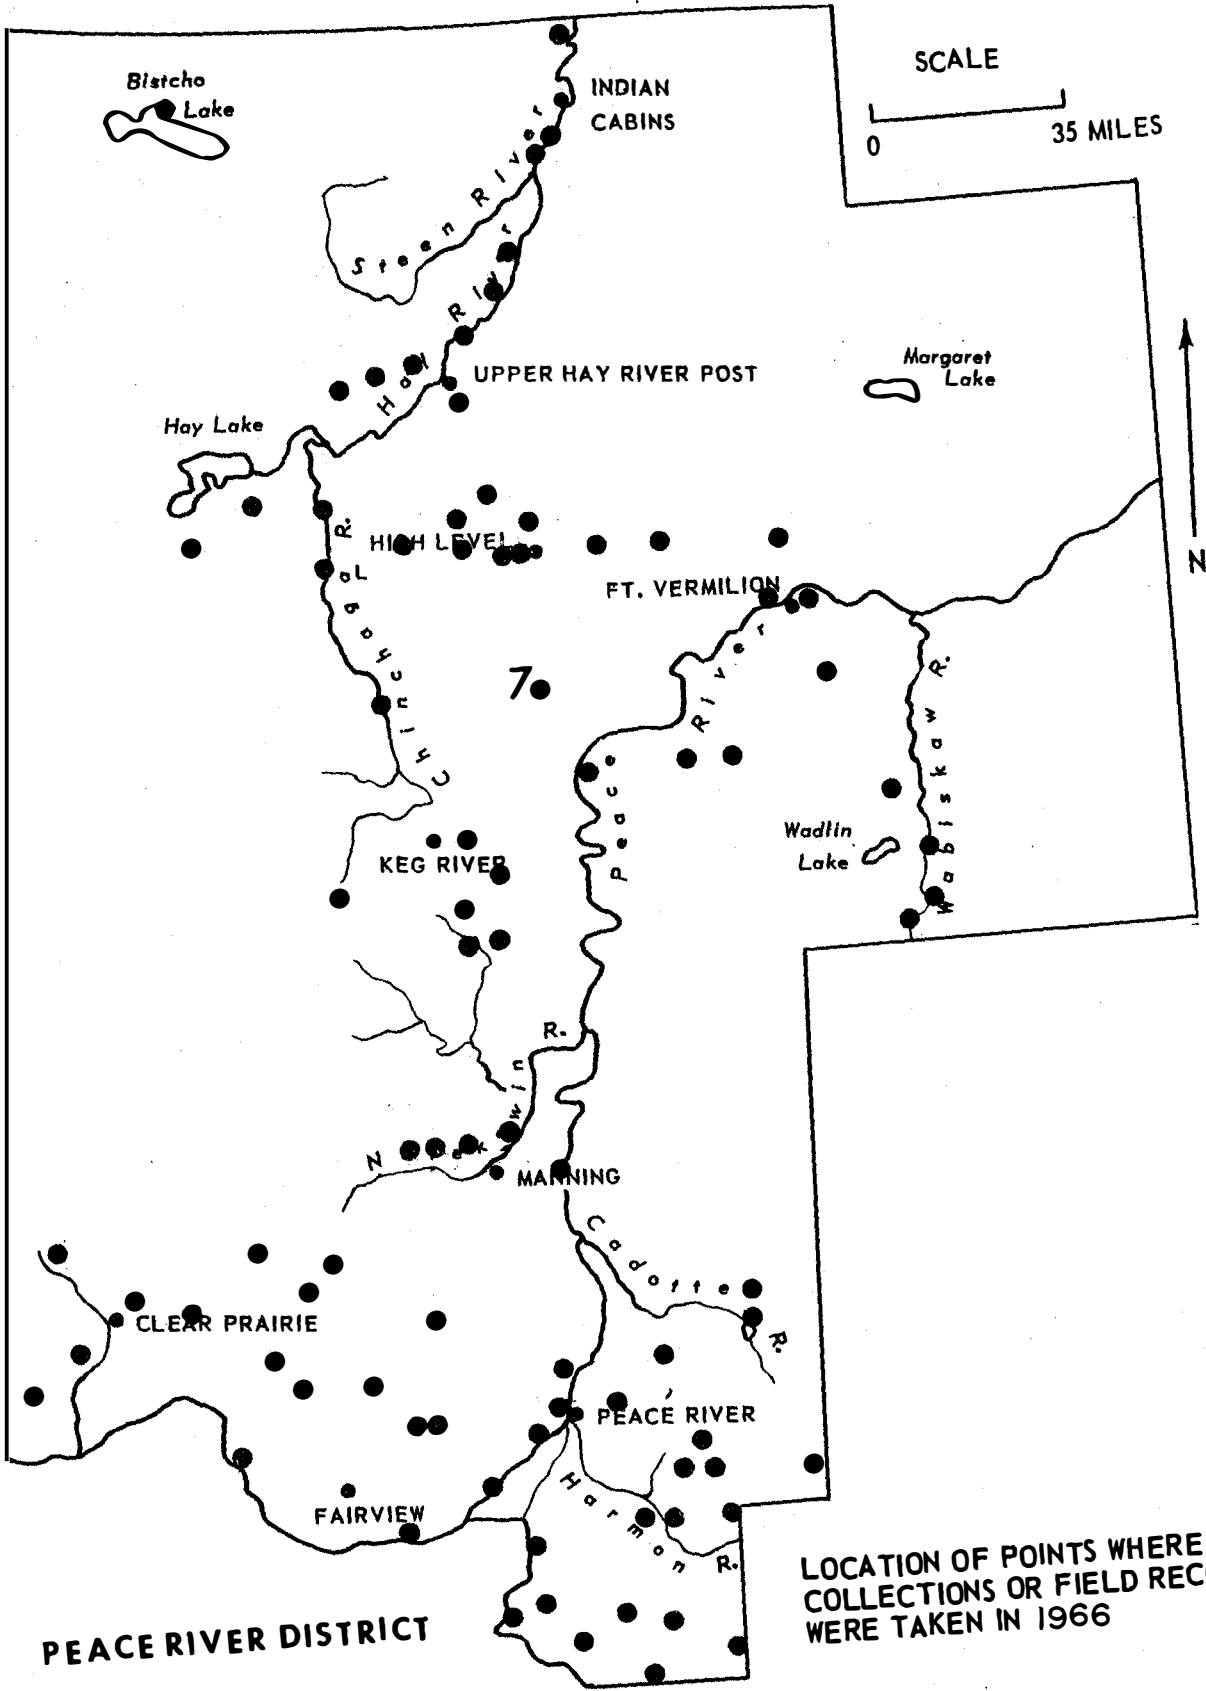 Bistcho
Lake
INDIAN
CABINS
SCALE
0
35 MILES
Steen River
Hay River
UPPER HAY RIVER POST
Margaret
Lake
Hay Lake
N
HIGH LEVEL
FT. VERMILION
Chinchaga R.
7
Peace River
Wabiskaw R.
Wadlin
Lake
KEG RIVER
R.
MANNING
Cadotte R.
CLEAR PRAIRIE
PEACE RIVER
FAIRVIEW
Harmon R.
PEACE RIVER DISTRICT
LOCATION OF POINTS WHERE
COLLECTIONS OR FIELD REC
WERE TAKEN IN 1966